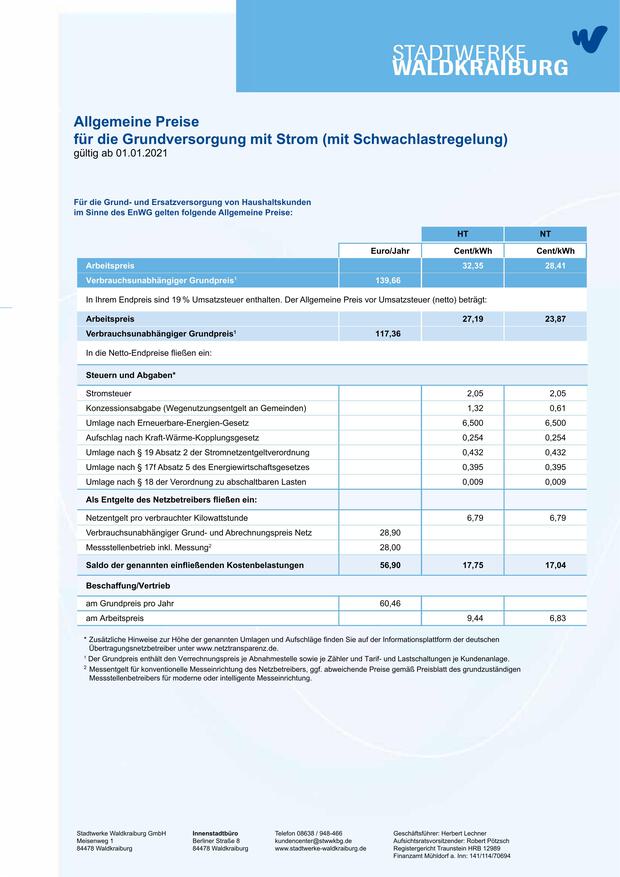 STADTWERKE
WALDKRAIBURG
Allgemeine Preise
für die Grundversorgung mit Strom (mit Schwachlastregelung)
gültig ab 01.01.2021
Für die Grund- und Ersatzversorgung von Haushaltskunden
im Sinne des EnWG gelten folgende Allgemeine Preise:
HT NT
Euro/Jahr Cent/kWh Cent/kWh
Arbeitspreis 32,35 28,41
Verbrauchsunabhängiger Grundpreis¹ 139,66
In Ihrem Endpreis sind 19 % Umsatzsteuer enthalten. Der Allgemeine Preis vor Umsatzsteuer (netto) beträgt:
Arbeitspreis 27,19 23,87
Verbrauchsunabhängiger Grundpreis¹ 117,36
In die Netto-Endpreise fließen ein:
Steuern und Abgaben*
Stromsteuer 2,05 2,05
Konzessionsabgabe (Wegenutzungsentgelt an Gemeinden) 1,32 0,61
Umlage nach Erneuerbare-Energien-Gesetz 6,500 6,500
Aufschlag nach Kraft-Wärme-Kopplungsgesetz 0,254 0,254
Umlage nach § 19 Absatz 2 der Stromnetzentgeltverordnung 0,432 0,432
Umlage nach § 17f Absatz 5 des Energiewirtschaftsgesetzes 0,395 0,395
Umlage nach § 18 der Verordnung zu abschaltbaren Lasten 0,009 0,009
Als Entgelte des Netzbetreibers fließen ein:
Netzentgelt pro verbrauchter Kilowattstunde 6,79 6,79
Verbrauchsunabhängiger Grund- und Abrechnungspreis Netz 28,90
Messstellenbetrieb inkl. Messung² 28,00
Saldo der genannten einfließenden Kostenbelastungen 56,90 17,75 17,04
Beschaffung/Vertrieb
am Grundpreis pro Jahr 60,46
am Arbeitspreis 9,44 6,83
* Zusätzliche Hinweise zur Höhe der genannten Umlagen und Aufschläge finden Sie auf der Informationsplattform der deutschen
Übertragungsnetzbetreiber unter www.netztransparenz.de.
¹ Der Grundpreis enthält den Verrechnungspreis je Abnahmestelle sowie je Zähler und Tarif- und Lastschaltungen je Kundenanlage.
² Messentgelt für konventionelle Messeinrichtung des Netzbetreibers, ggf. abweichende Preise gemäß Preisblatt des grundzuständigen
Messstellenbetreibers für moderne oder intelligente Messeinrichtung.
Stadtwerke Waldkraiburg GmbH
Meisenweg 1
84478 Waldkraiburg
Innenstadtbüro
Berliner Straße 8
84478 Waldkraiburg
Telefon 08638 / 948-466
kundencenter@stwwkbg.de
www.stadtwerke-waldkraiburg.de
Geschäftsführer: Herbert Lechner
Aufsichtsratsvorsitzender: Robert Pötzsch
Registergericht Traunstein HRB 12989
Finanzamt Mühldorf a. Inn: 141/114/70694